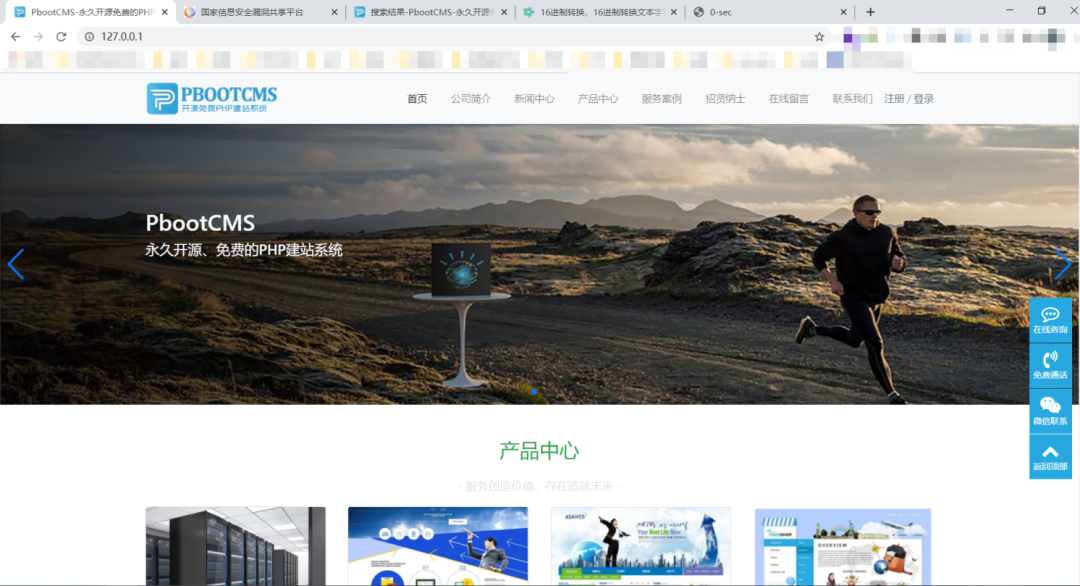 PbootCMS-永久开源免费的PHP
国家信息安全漏洞共享平台
搜索结果-PbootCMS-永久开源
16进制转换，16进制转换文本字
0-sec
127.0.0.1
PBOOTCMS
开源免费PHP建站系统
首页 公司简介 新闻中心 产品中心 服务案例 招贤纳士 在线留言 联系我们 注册 / 登录
PbootCMS
永久开源、免费的PHP建站系统
在线咨询
免费通话
微信联系
返回顶部
产品中心
- 服务创造价值、存在造就未来 -
ASADWEB
Your Best Life Now
OVERVIEW